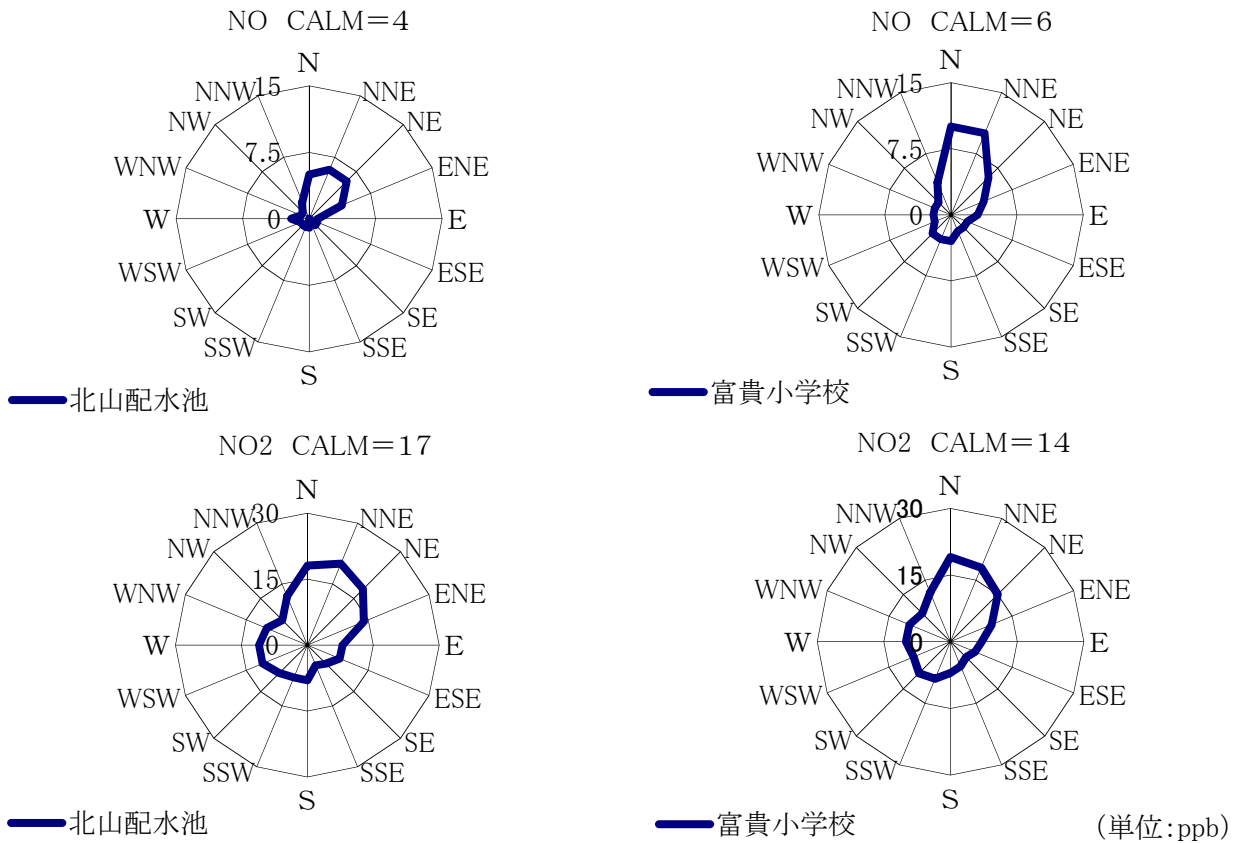 NO CALM=4
N
NNE
NE
ENE
E
ESE
SE
SSE
S
SSW
SW
WSW
W
WNW
NW
NNW
15
7.5
0
北山配水池
NO CALM=6
N
NNE
NE
ENE
E
ESE
SE
SSE
S
SSW
SW
WSW
W
WNW
NW
NNW
15
7.5
0
富貴小学校
NO2 CALM=17
N
NNE
NE
ENE
E
ESE
SE
SSE
S
SSW
SW
WSW
W
WNW
NW
NNW
30
15
0
北山配水池
NO2 CALM=14
N
NNE
NE
ENE
E
ESE
SE
SSE
S
SSW
SW
WSW
W
WNW
NW
NNW
30
15
0
富貴小学校
(単位:ppb)